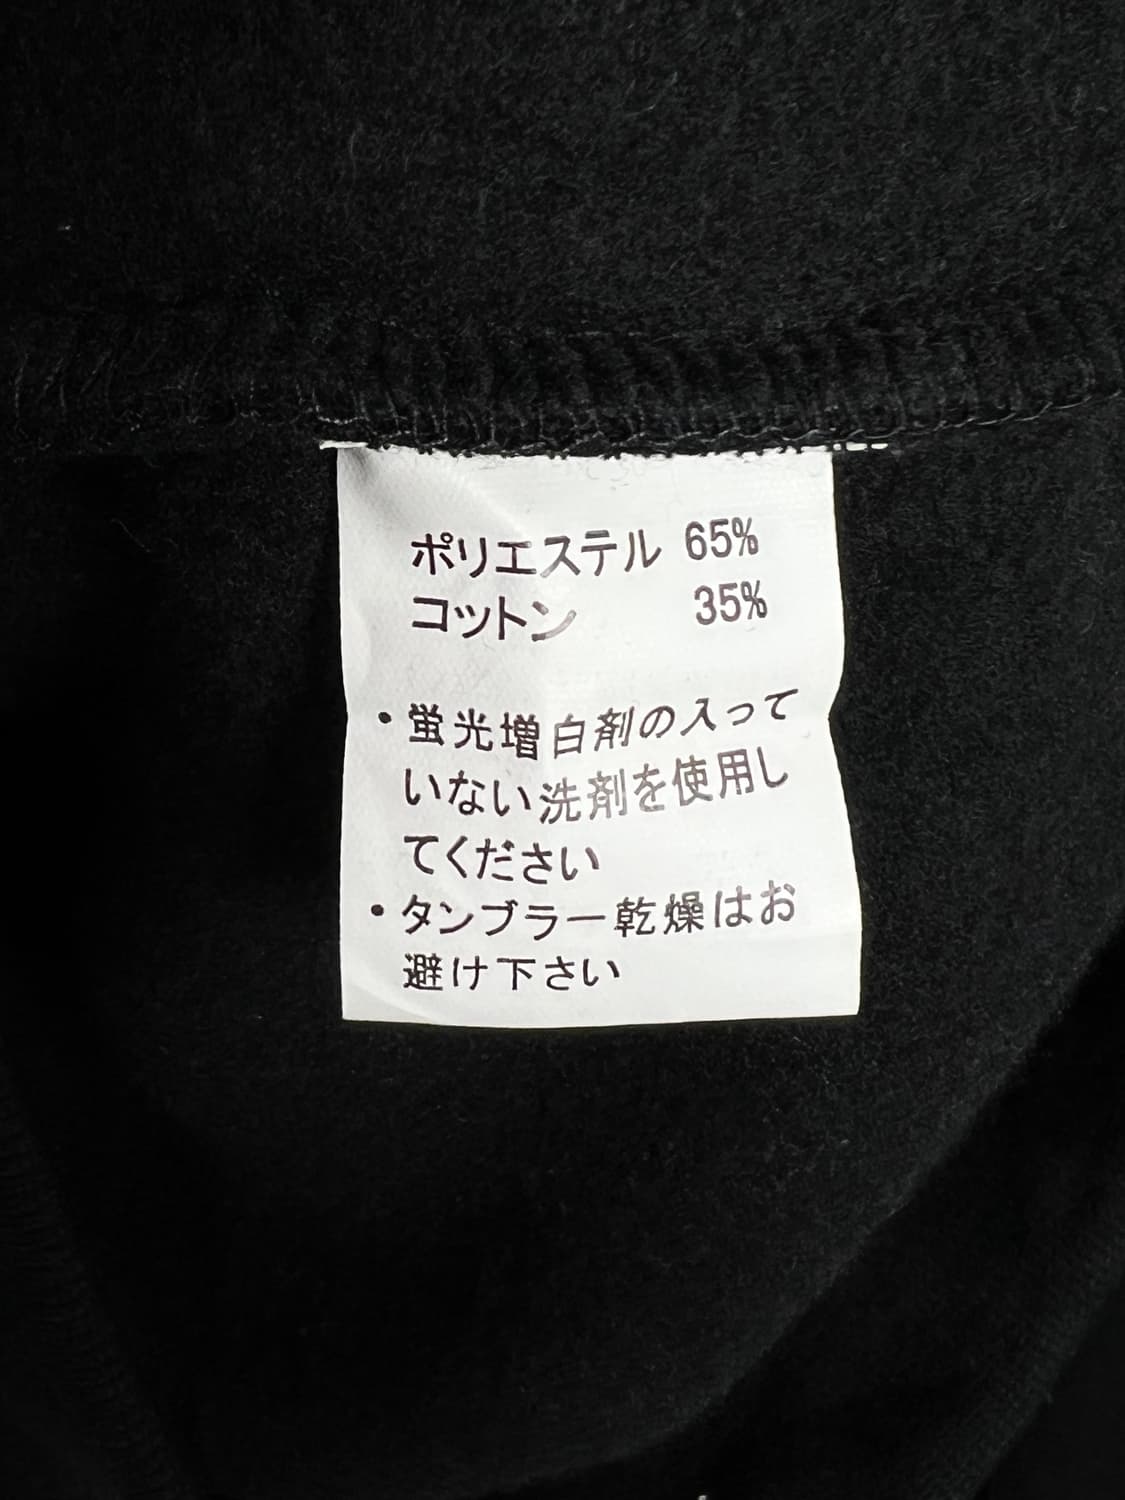 ポリエステル 65%
コットン 35%
・蛍光増白剤の入って
いない洗剤を使用し
てください
・タンブラー乾燥はお
避け下さい